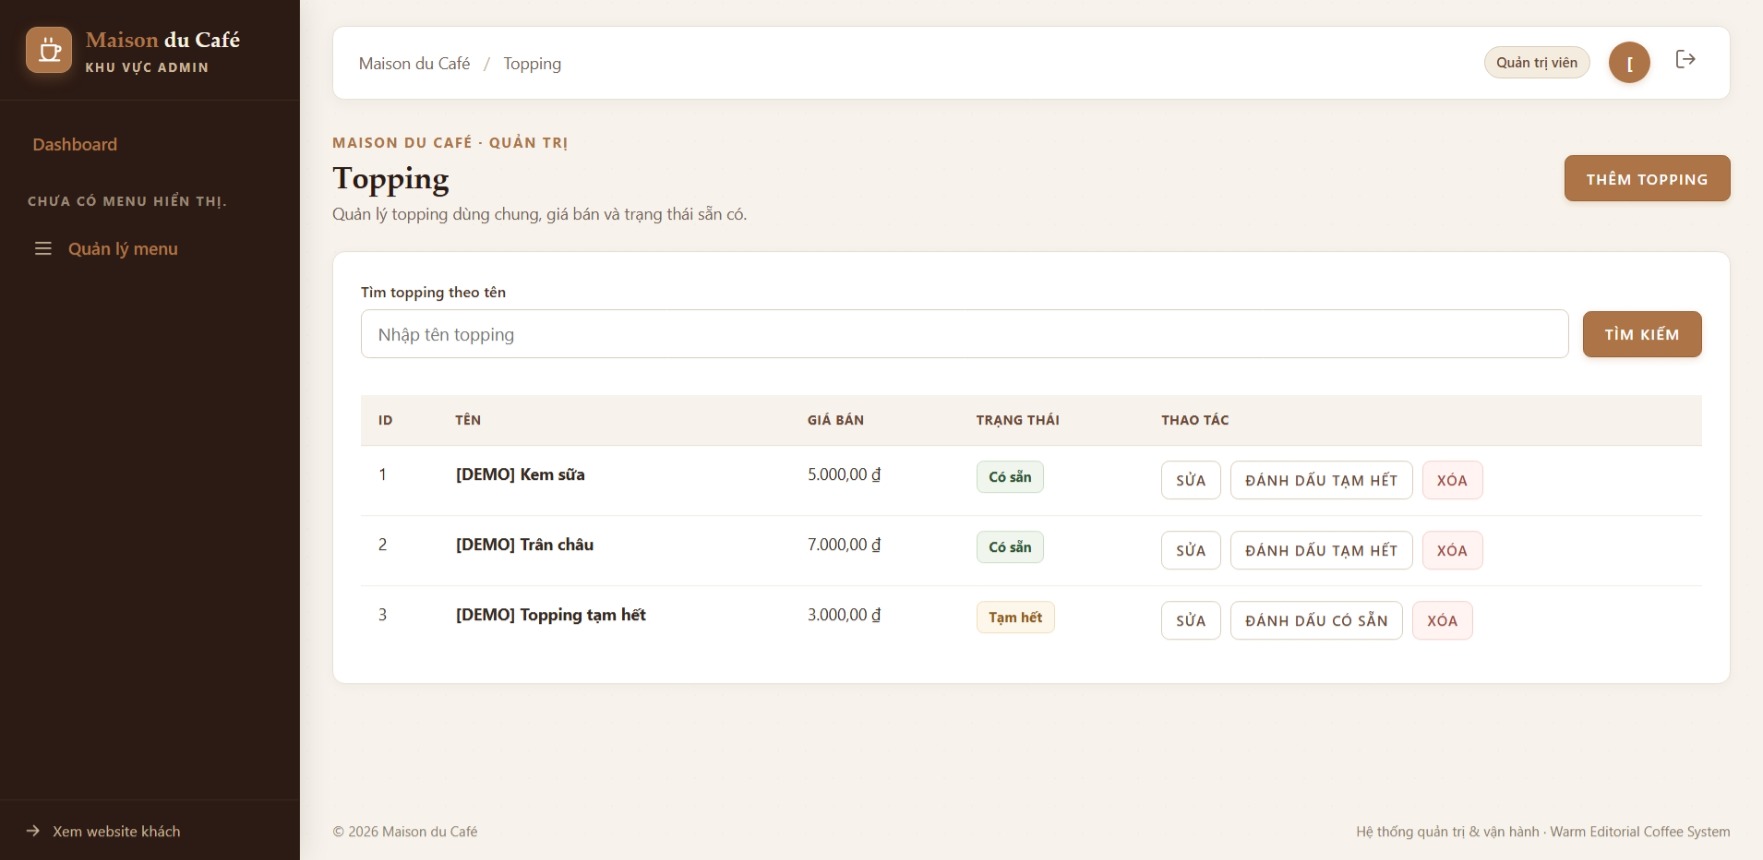 Maison du Café
KHU VỰC ADMIN
Dashboard
CHƯA CÓ MENU HIỂN THỊ.
Quản lý menu
Xem website khách
Maison du Café / Topping
Quản trị viên
[
MAISON DU CAFÉ · QUẢN TRỊ
Topping
Quản lý topping dùng chung, giá bán và trạng thái sẵn có.
THÊM TOPPING
Tìm topping theo tên
Nhập tên topping
TÌM KIẾM
ID TÊN GIÁ BÁN TRẠNG THÁI THAO TÁC
1 [DEMO] Kem sữa 5.000,00 ₫ Có sẵn SỬA ĐÁNH DẤU TẠM HẾT XÓA
2 [DEMO] Trân châu 7.000,00 ₫ Có sẵn SỬA ĐÁNH DẤU TẠM HẾT XÓA
3 [DEMO] Topping tạm hết 3.000,00 ₫ Tạm hết SỬA ĐÁNH DẤU CÓ SẴN XÓA
© 2026 Maison du Café
Hệ thống quản trị & vận hành · Warm Editorial Coffee System